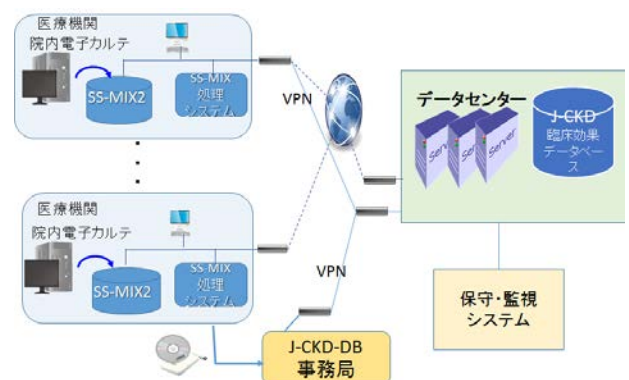 医療機関
院内電子カルテ
SS-MIX2
SS-MIX
処理
システム
VPN
データセンター
Server
Server
Server
J-CKD
臨床効果
データベー
ス
医療機関
院内電子カルテ
SS-MIX2
SS-MIX
処理
システム
VPN
保守・監視
システム
J-CKD-DB
事務局